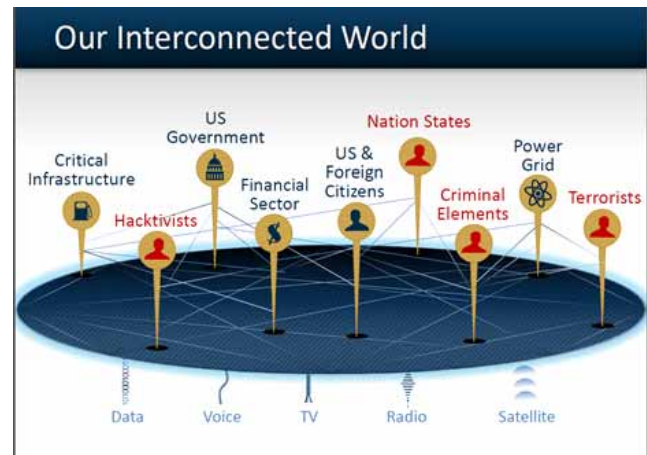 Our Interconnected World
US
Government
Nation States
Critical
Infrastructure
US &
Foreign
Citizens
Power
Grid
Hacktivists
Financial
Sector
Criminal
Elements
Terrorists
$
Data
Voice
TV
Radio
Satellite